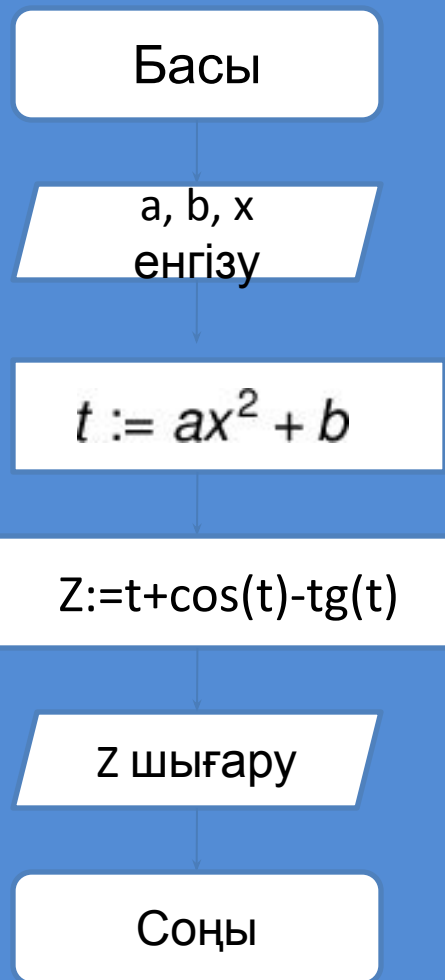 Басы
a, b, x
енгізу
t := ax² + b
Z:=t+cos(t)-tg(t)
Z шығару
Соңы